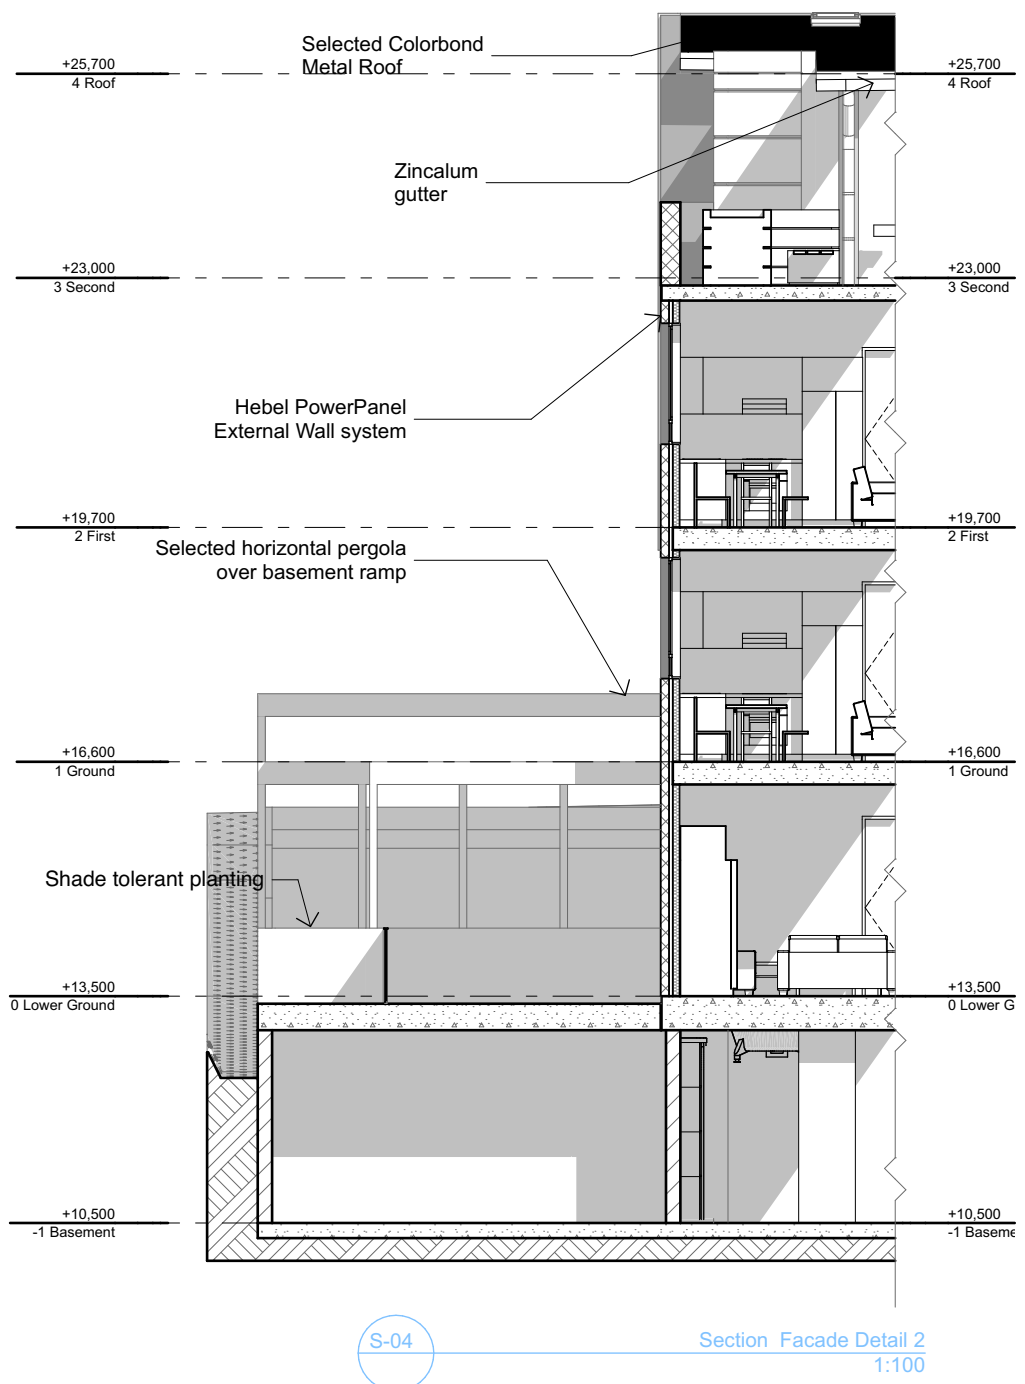 Selected Colorbond
Metal Roof
+25,700
4 Roof
+25,700
4 Roof
Zincalum
gutter
+23,000
3 Second
+23,000
3 Second
Hebel PowerPanel
External Wall system
+19,700
2 First
+19,700
2 First
Selected horizontal pergola
over basement ramp
+16,600
1 Ground
+16,600
1 Ground
Shade tolerant planting
+13,500
0 Lower Ground
+13,500
0 Lower G
+10,500
-1 Basement
+10,500
-1 Baseme
S-04
Section Facade Detail 2
1:100